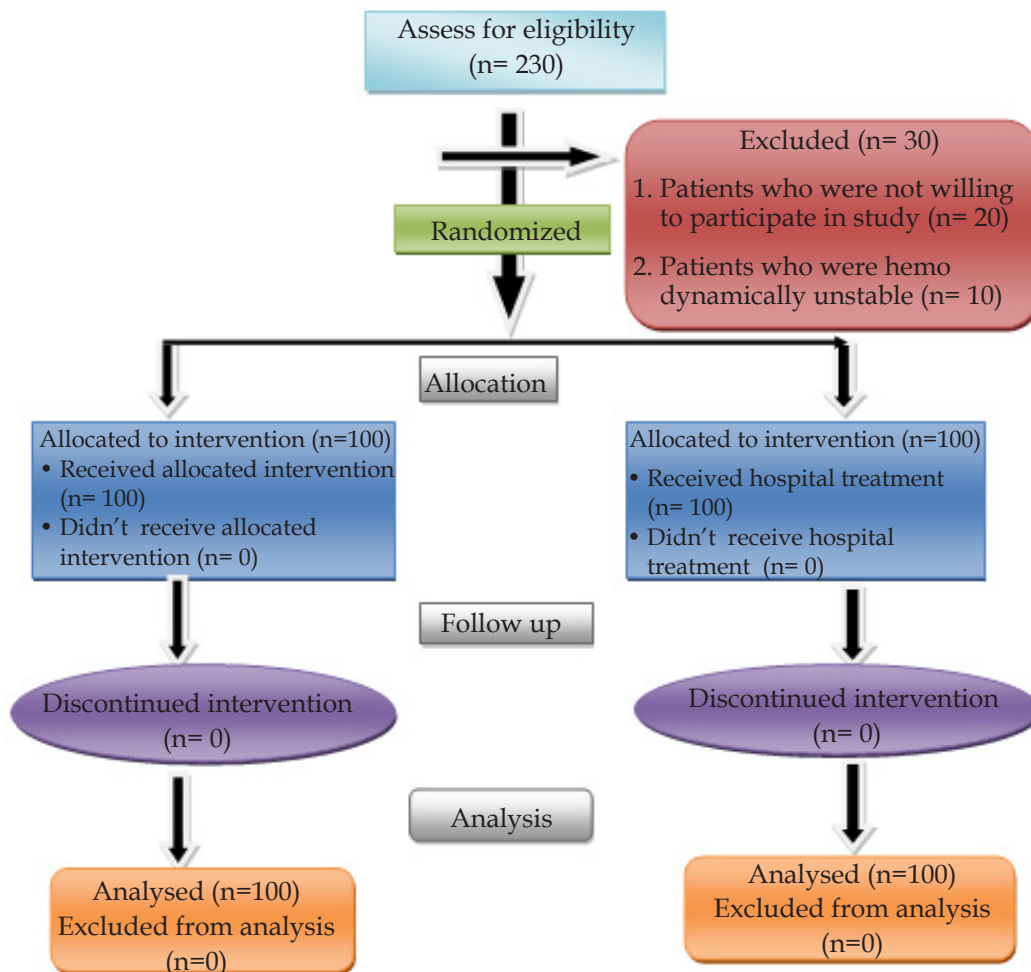 Assess for eligibility
(n= 230)
Excluded (n= 30)
1. Patients who were not willing
to participate in study (n= 20)
2. Patients who were hemo
dynamically unstable (n= 10)
Randomized
Allocation
Allocated to intervention (n=100)
• Received allocated intervention
(n= 100)
• Didn't receive allocated
intervention (n= 0)
Allocated to intervention (n=100)
• Received hospital treatment
(n= 100)
• Didn't receive hospital
treatment (n= 0)
Follow up
Discontinued intervention
(n= 0)
Discontinued intervention
(n= 0)
Analysis
Analysed (n=100)
Excluded from analysis
(n=0)
Analysed (n=100)
Excluded from analysis
(n=0)